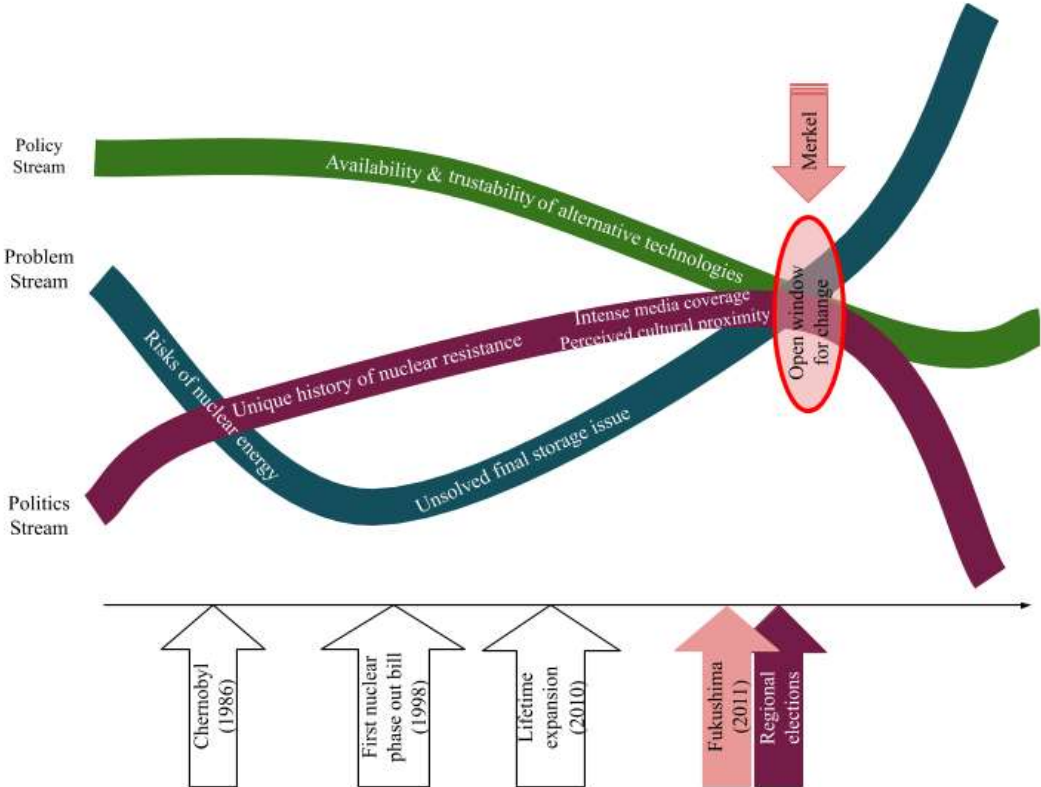 Policy
Stream
Availability & trustability of alternative technologies
Merkel
Problem
Stream
Risks of nuclear energy
Unique history of nuclear resistance
Intense media coverage
Perceived cultural proximity
Open window
for change
Unsolved final storage issue
Politics
Stream
Chernobyl
(1986)
First nuclear
phase out bill
(1998)
Lifetime
expansion
(2010)
Fukushima
(2011)
Regional
elections